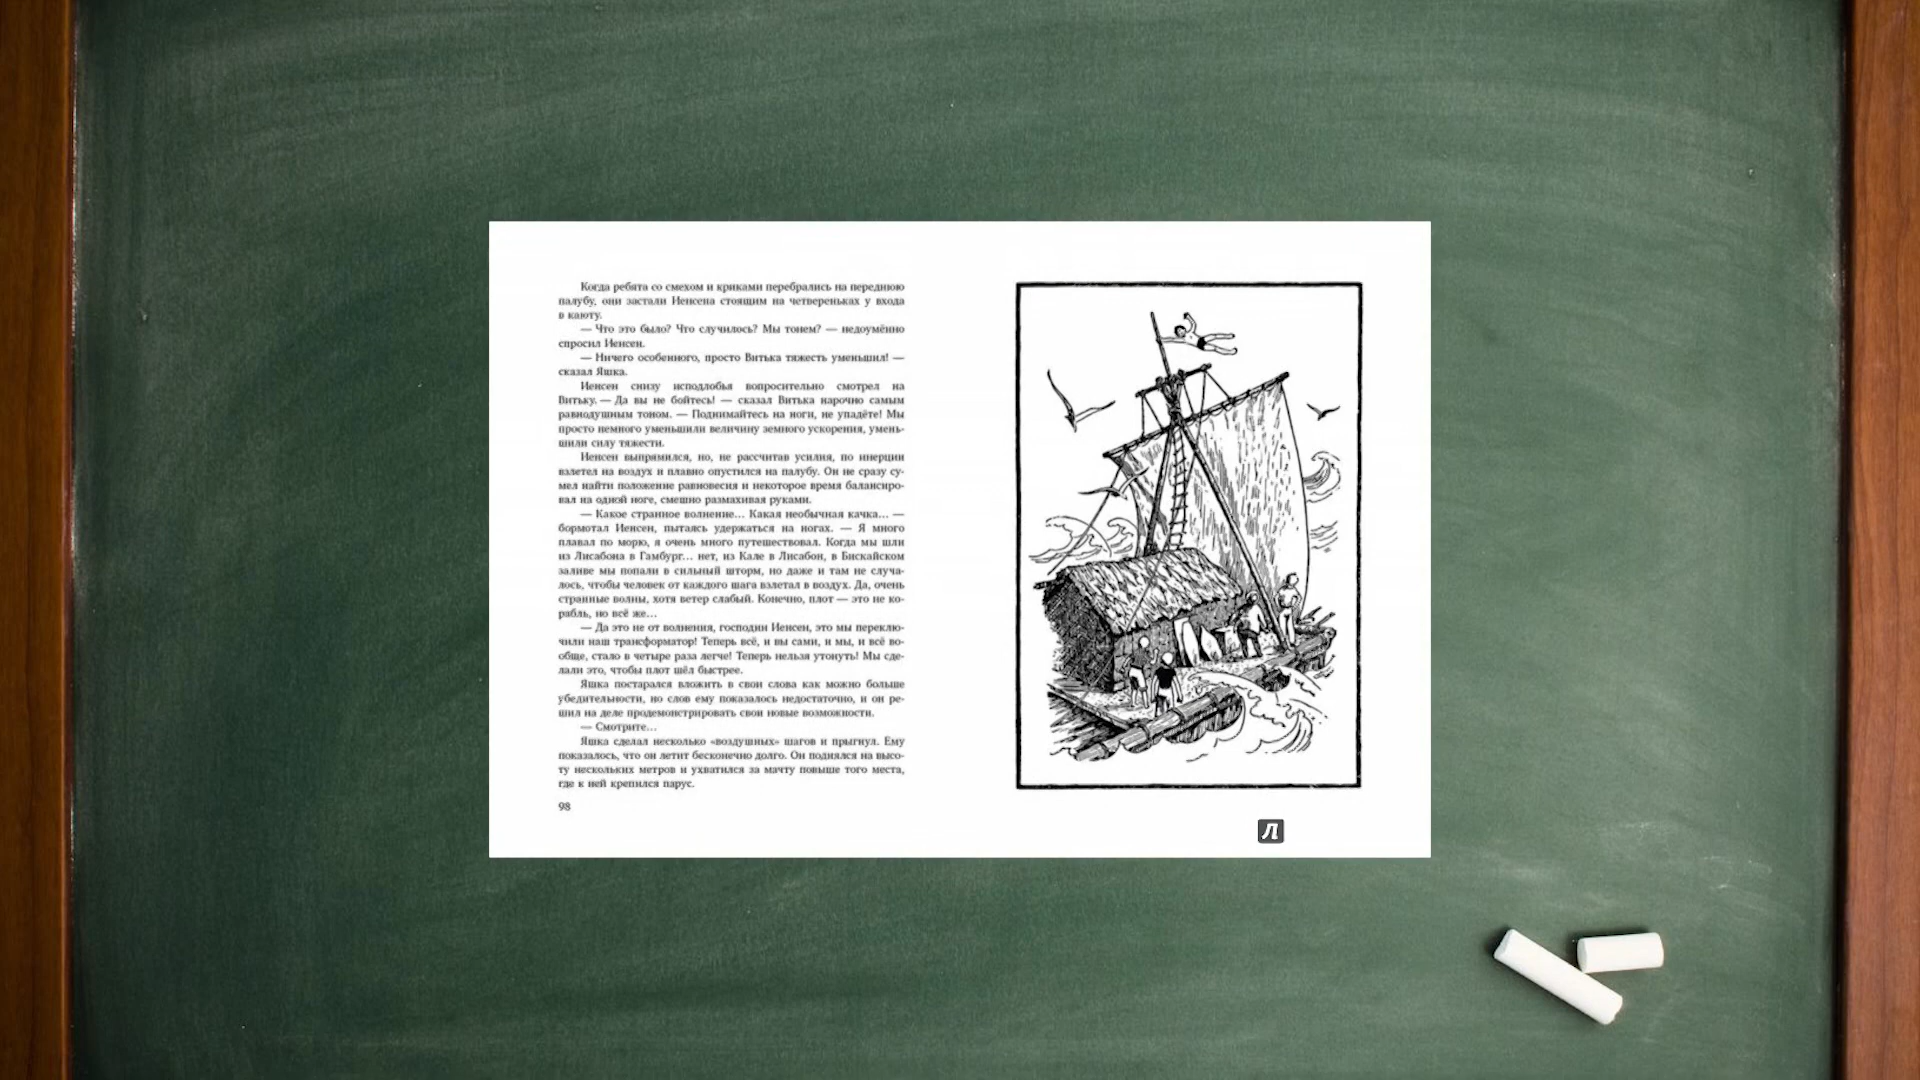 Когда ребята со смехом и криками перебрались на переднюю
палубу, они застали Иенсена стоящим на четвереньках у входа
в каюту.
— Что это было? Что случилось? Мы тонем? — недоумённо
спросил Иенсен.
— Ничего особенного, просто Витька тяжесть уменьшил! —
сказал Яшка.
Иенсен снизу исподлобья вопросительно смотрел на
Витьку. — Да вы не бойтесь! — сказал Витька нарочно самым
равнодушным тоном. — Поднимайтесь на ноги, не упадёте! Мы
просто немного уменьшили величину земного ускорения, умень-
шили силу тяжести.
Иенсен выпрямился, но, не рассчитав усилия, по инерции
взлетел на воздух и плавно опустился на палубу. Он не сразу су-
мел найти положение равновесия и некоторое время балансиро-
вал на одной ноге, смешно размахивая руками.
— Какое странное волнение... Какая необычная качка... —
бормотал Иенсен, пытаясь удержаться на ногах. — Я много
плавал по морю, я очень много путешествовал. Когда мы шли
из Лисабона в Гамбург... нет, из Кале в Лисабон, в Бискайском
заливе мы попали в сильный шторм, но даже и там не случа-
лось, чтобы человек от каждого шага взлетал в воздух. Да, очень
странные волны, хотя ветер слабый. Конечно, плот — это не ко-
рабль, но всё же...
— Да это не от волнения, господин Иенсен, это мы переклю-
чили наш трансформатор! Теперь всё, и вы сами, и мы, и всё во-
обще, стало в четыре раза легче! Теперь нельзя утонуть! Мы сде-
лали это, чтобы плот шёл быстрее.
Яшка постарался вложить в свои слова как можно больше
убедительности, но слов ему показалось недостаточно, и он ре-
шил на деле продемонстрировать свои новые возможности.
— Смотрите...
Яшка сделал несколько «воздушных» шагов и прыгнул. Ему
показалось, что он летит бесконечно долго. Он поднялся на высо-
ту нескольких метров и ухватился за мачту повыше того места,
где к ней крепился парус.
98
Л